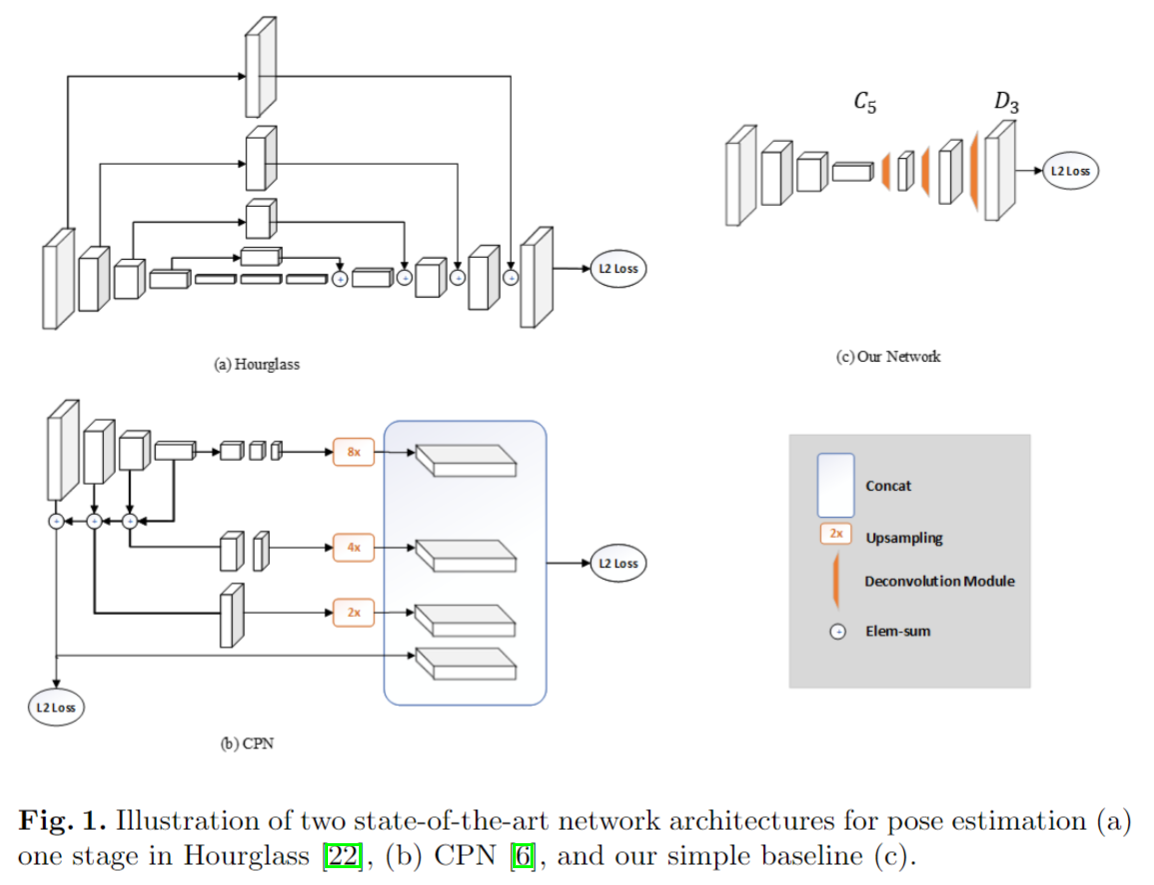 C5
D3
L2 Loss
L2 Loss
(a) Hourglass
(c) Our Network
8x
4x
2x
L2 Loss
L2 Loss
(b) CPN
Concat
2x
Upsampling
Deconvolution Module
Elem-sum
Fig. 1. Illustration of two state-of-the-art network architectures for pose estimation (a)
one stage in Hourglass [22], (b) CPN [6], and our simple baseline (c).